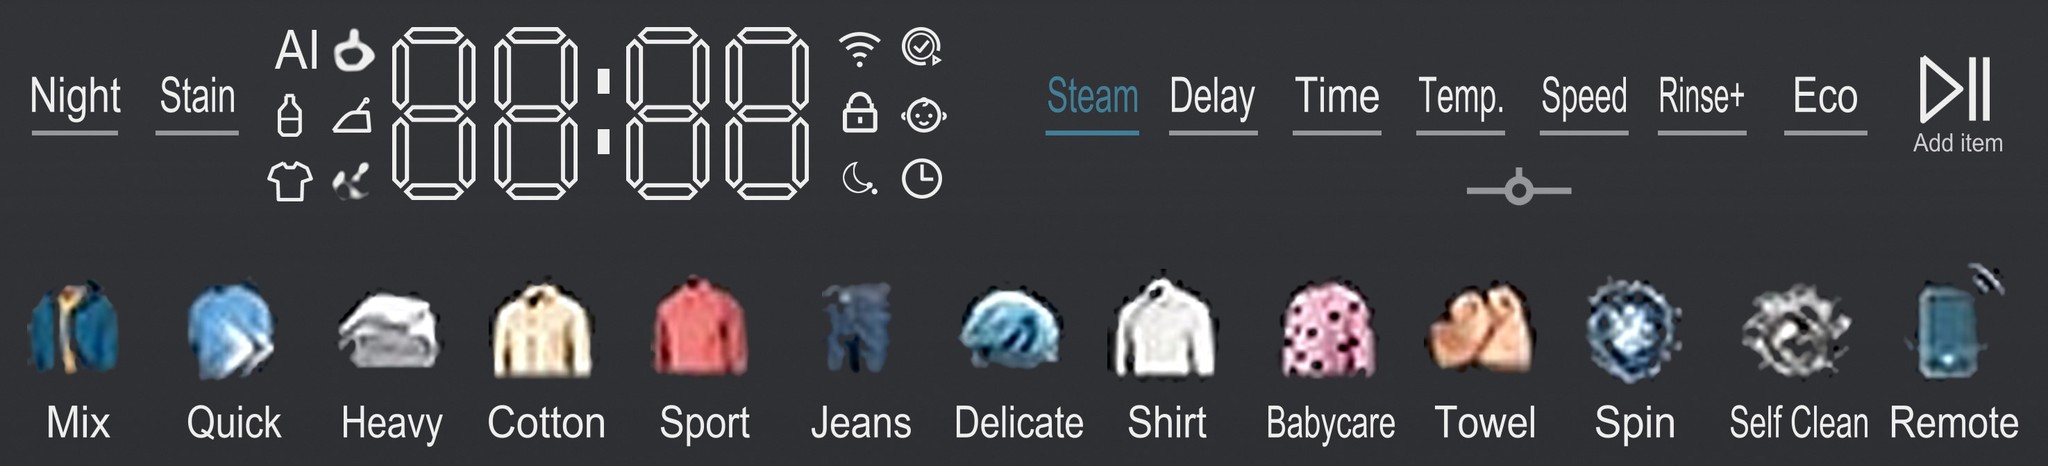 AI
88:88
Night
Stain
Steam
Delay
Time
Temp.
Speed
Rinse+
Eco
Add item
Mix
Quick
Heavy
Cotton
Sport
Jeans
Delicate
Shirt
Babycare
Towel
Spin
Self Clean
Remote